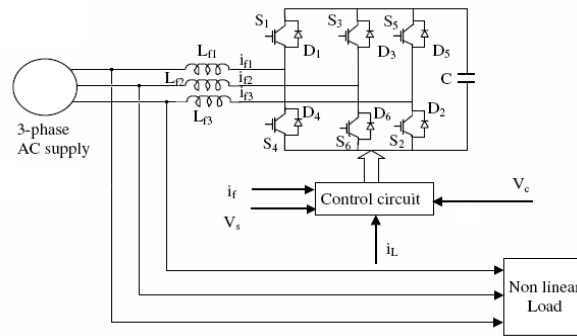 S1
S3
S5
D1
D3
D5
C
Lf1
if1
Lf2
if2
Lf3
if3
3-phase
AC supply
D4
D6
D2
S4
S6
S2
if
Vs
Control circuit
Vc
iL
Non linear
Load